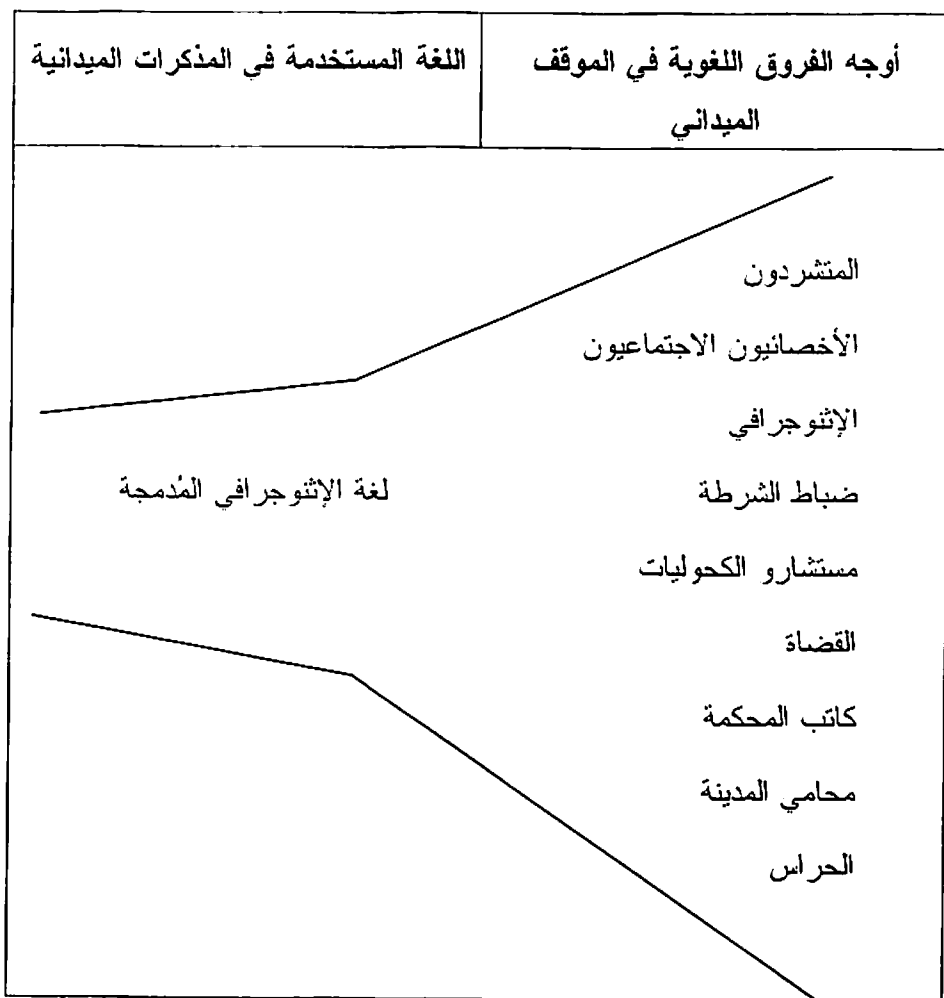 أوجه الفروق اللغوية في الموقف
الميداني
اللغة المستخدمة في المذكرات الميدانية
المتشردون
الأخصائيون الاجتماعيون
الإثنوجرافي
ضباط الشرطة
مستشارو الكحوليات
القضاة
كاتب المحكمة
محامي المدينة
الحراس
لغة الإثنوجرافي المُدمجة